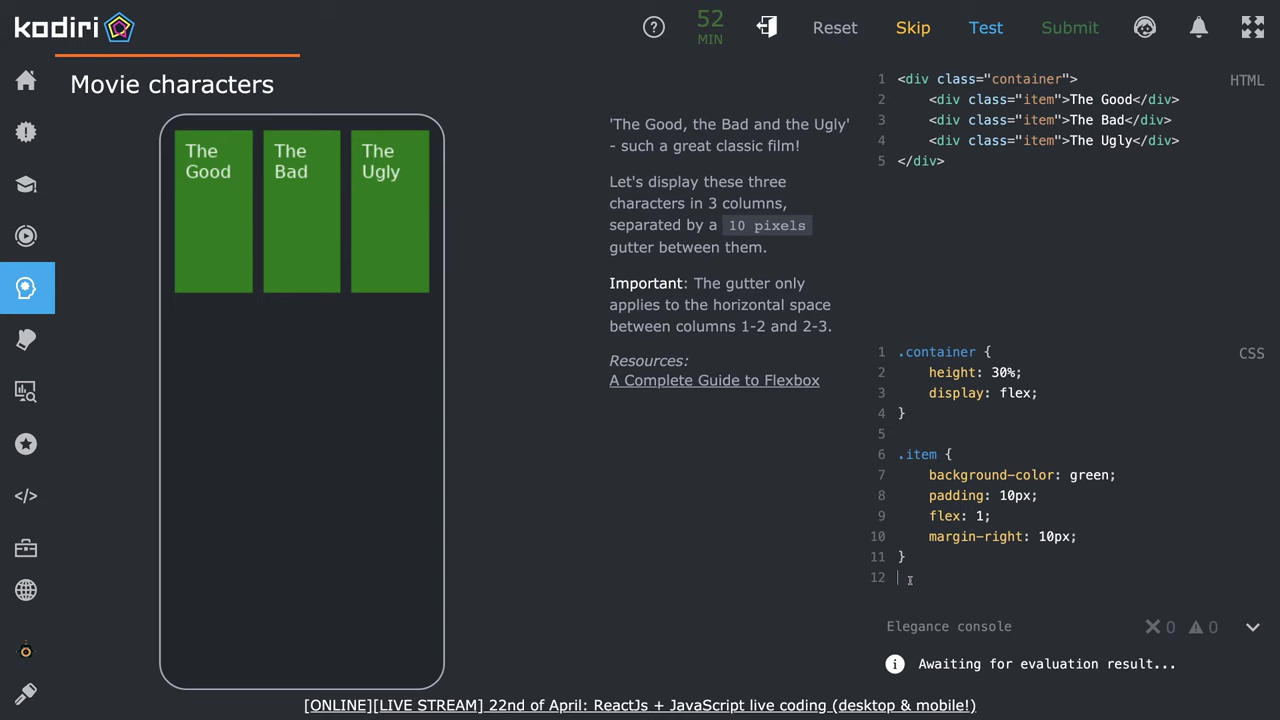 kodiri
52
MIN
Reset
Skip
Test
Submit
Movie characters
The
Good
The
Bad
The
Ugly
'The Good, the Bad and the Ugly'
- such a great classic film!
Let's display these three
characters in 3 columns,
separated by a 10 pixels
gutter between them.
Important: The gutter only
applies to the horizontal space
between columns 1-2 and 2-3.
Resources:
A Complete Guide to Flexbox
HTML
1 <div class="container">
2 <div class="item">The Good</div>
3 <div class="item">The Bad</div>
4 <div class="item">The Ugly</div>
5 </div>
CSS
1 .container {
2 height: 30%;
3 display: flex;
4 }
5
6 .item {
7 background-color: green;
8 padding: 10px;
9 flex: 1;
10 margin-right: 10px;
11 }
12
Elegance console
0
0
Awaiting for evaluation result...
[ONLINE][LIVE STREAM] 22nd of April: ReactJs + JavaScript live coding (desktop & mobile!)